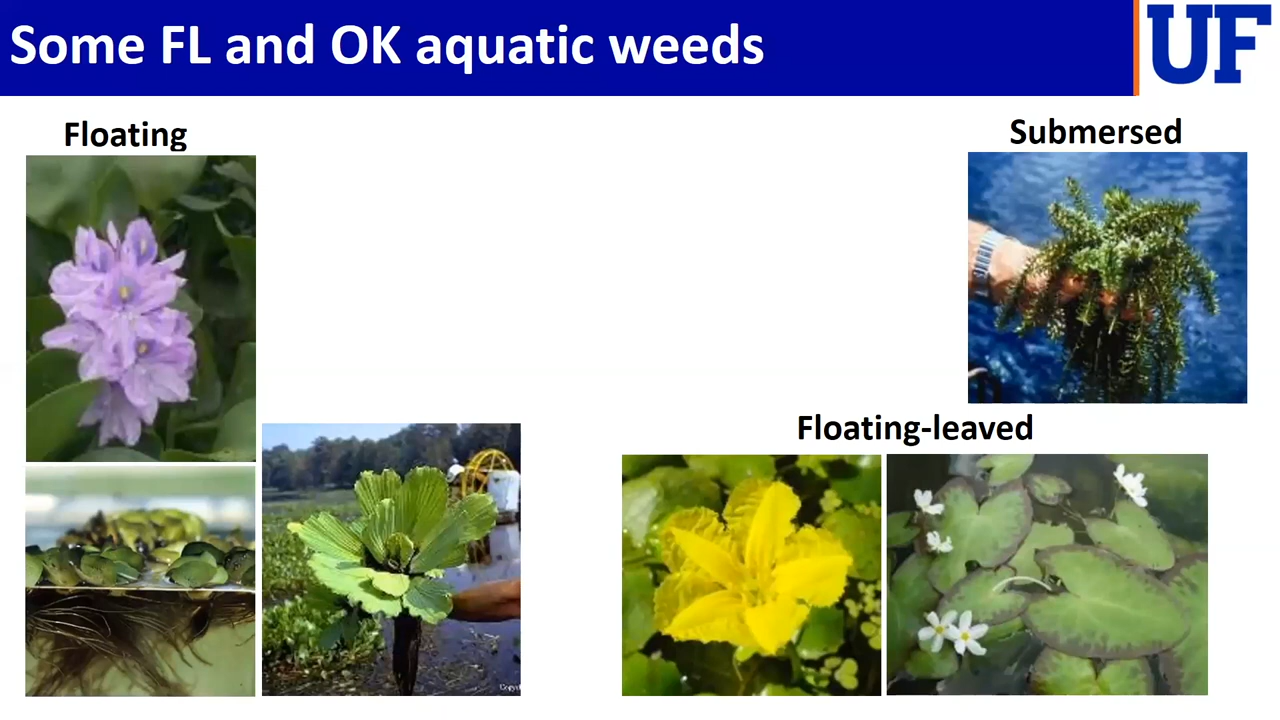 Some FL and OK aquatic weeds
UF
Floating
Submersed
Floating-leaved